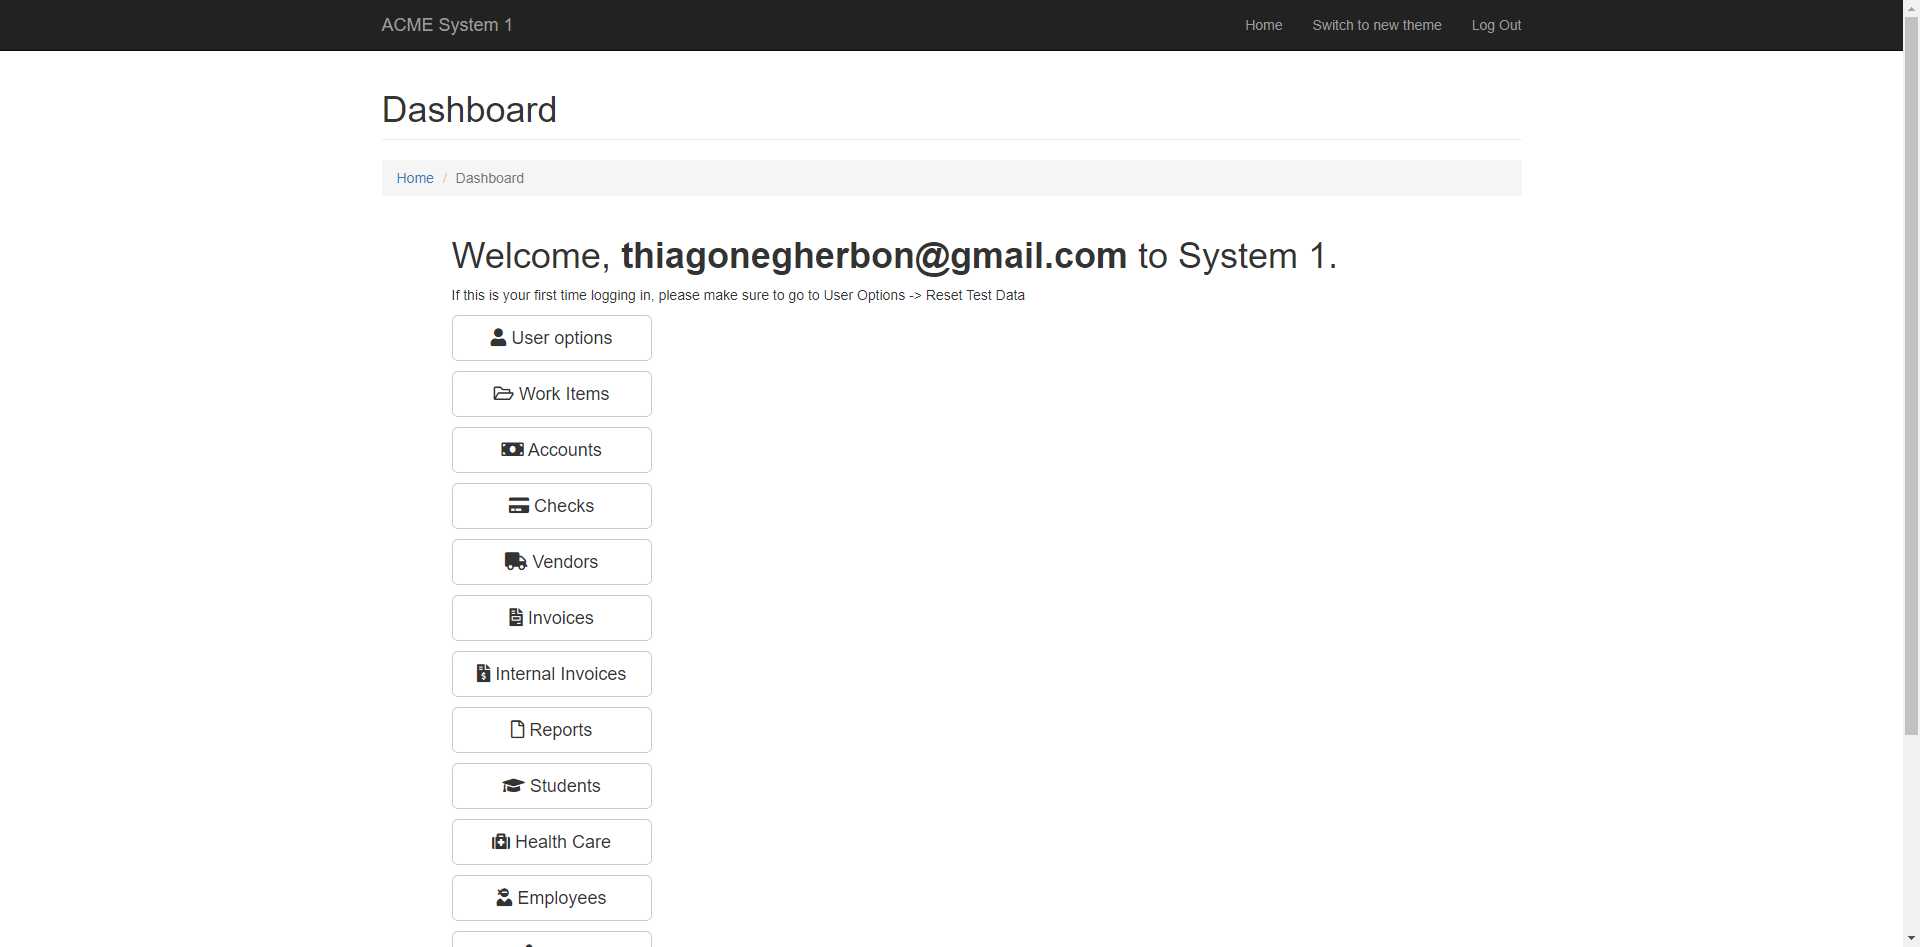 ACME System 1
Home
Switch to new theme
Log Out
Dashboard
Home / Dashboard
Welcome, thiagonegherbon@gmail.com to System 1.
If this is your first time logging in, please make sure to go to User Options -> Reset Test Data
User options
Work Items
Accounts
Checks
Vendors
Invoices
Internal Invoices
Reports
Students
Health Care
Employees